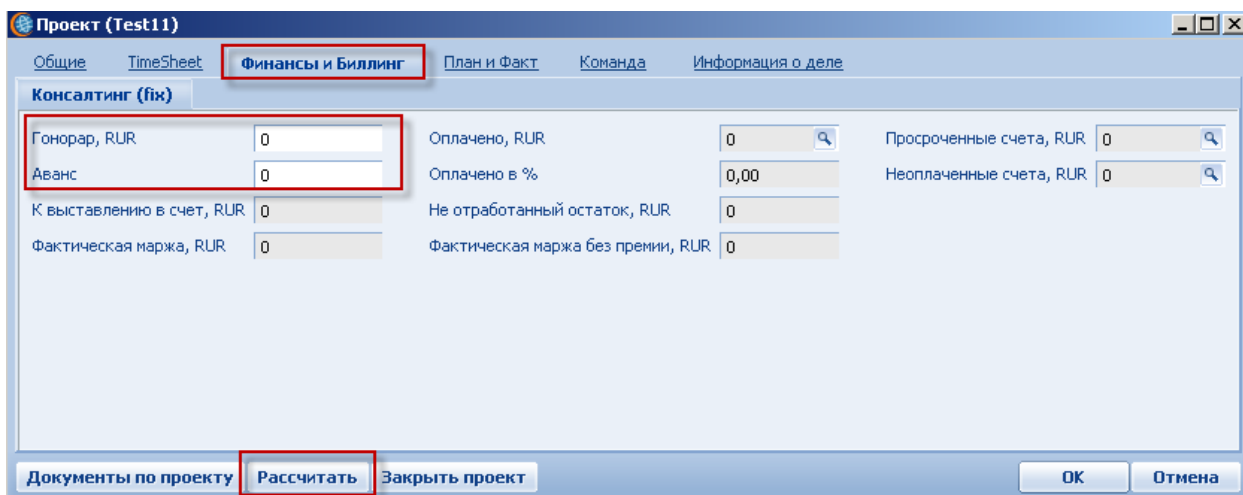 Проект (Test11)
Общие TimeSheet Финансы и Биллинг План и Факт Команда Информация о деле
Консалтинг (fix)
Гонорар, RUR 0 Оплачено, RUR 0 Просроченные счета, RUR 0
Аванс 0 Оплачено в % 0,00 Неоплаченные счета, RUR 0
К выставлению в счет, RUR 0 Не отработанный остаток, RUR 0
Фактическая маржа, RUR 0 Фактическая маржа без премии, RUR 0
Документы по проекту Рассчитать Закрыть проект ОК Отмена